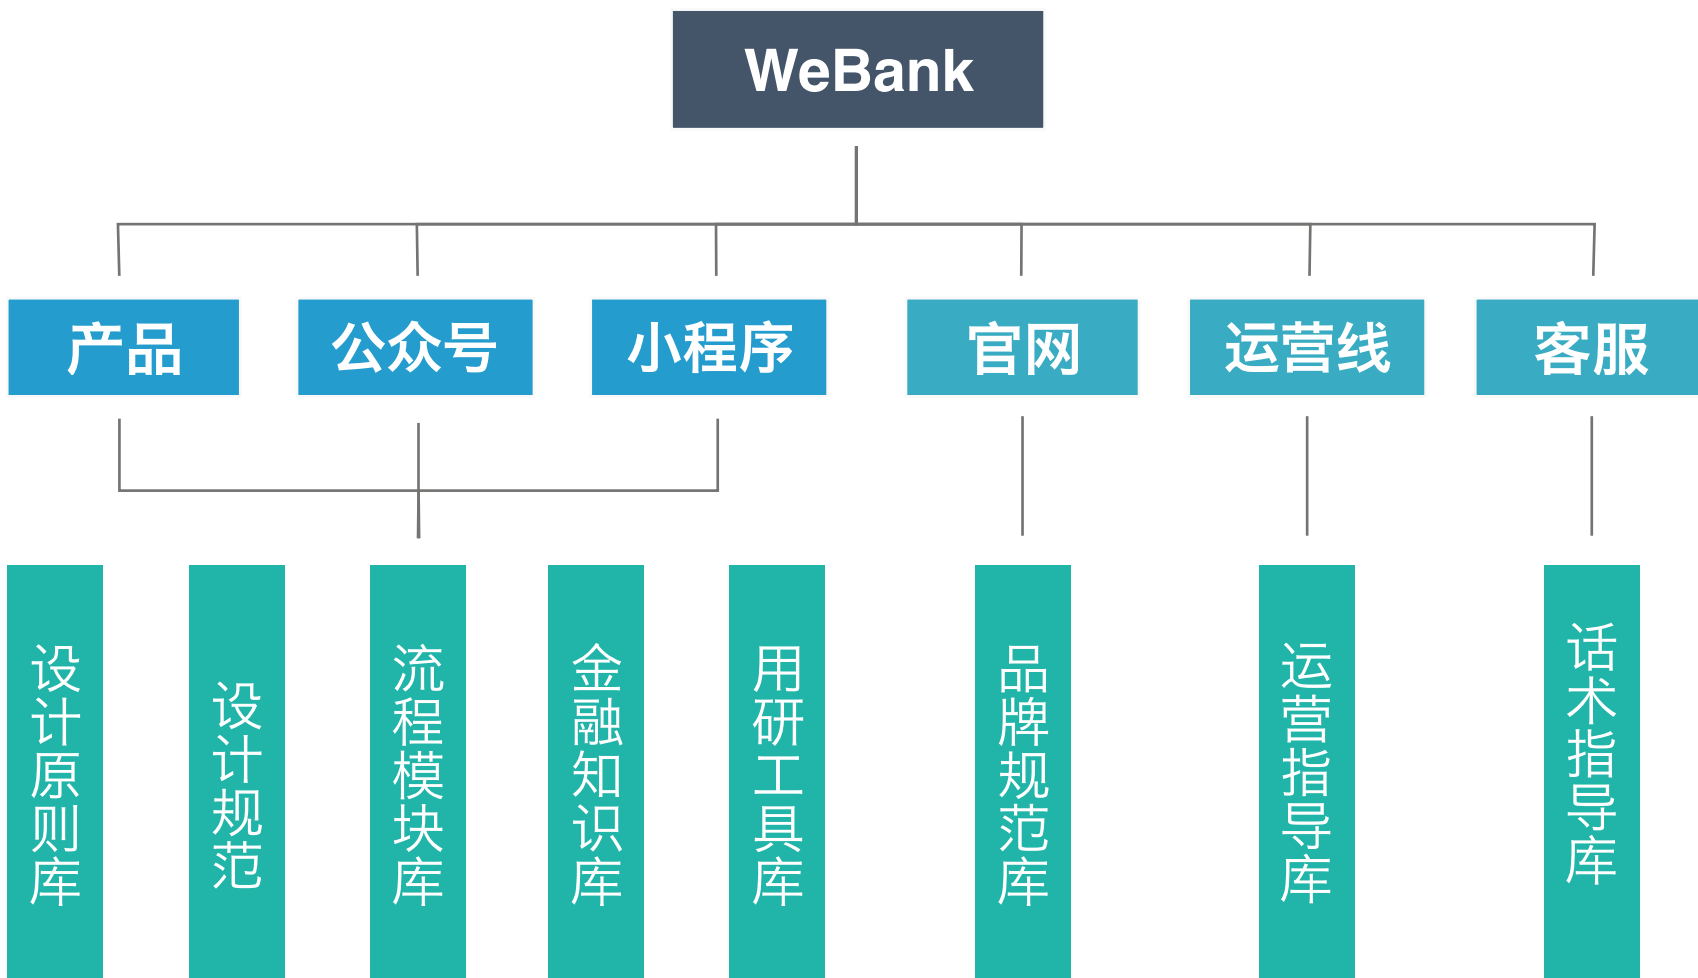 WeBank
产品
公众号
小程序
官网
运营线
客服
设计原则库
设计规范
流程模块库
金融知识库
用研工具库
品牌规范库
运营指导库
话术指导库